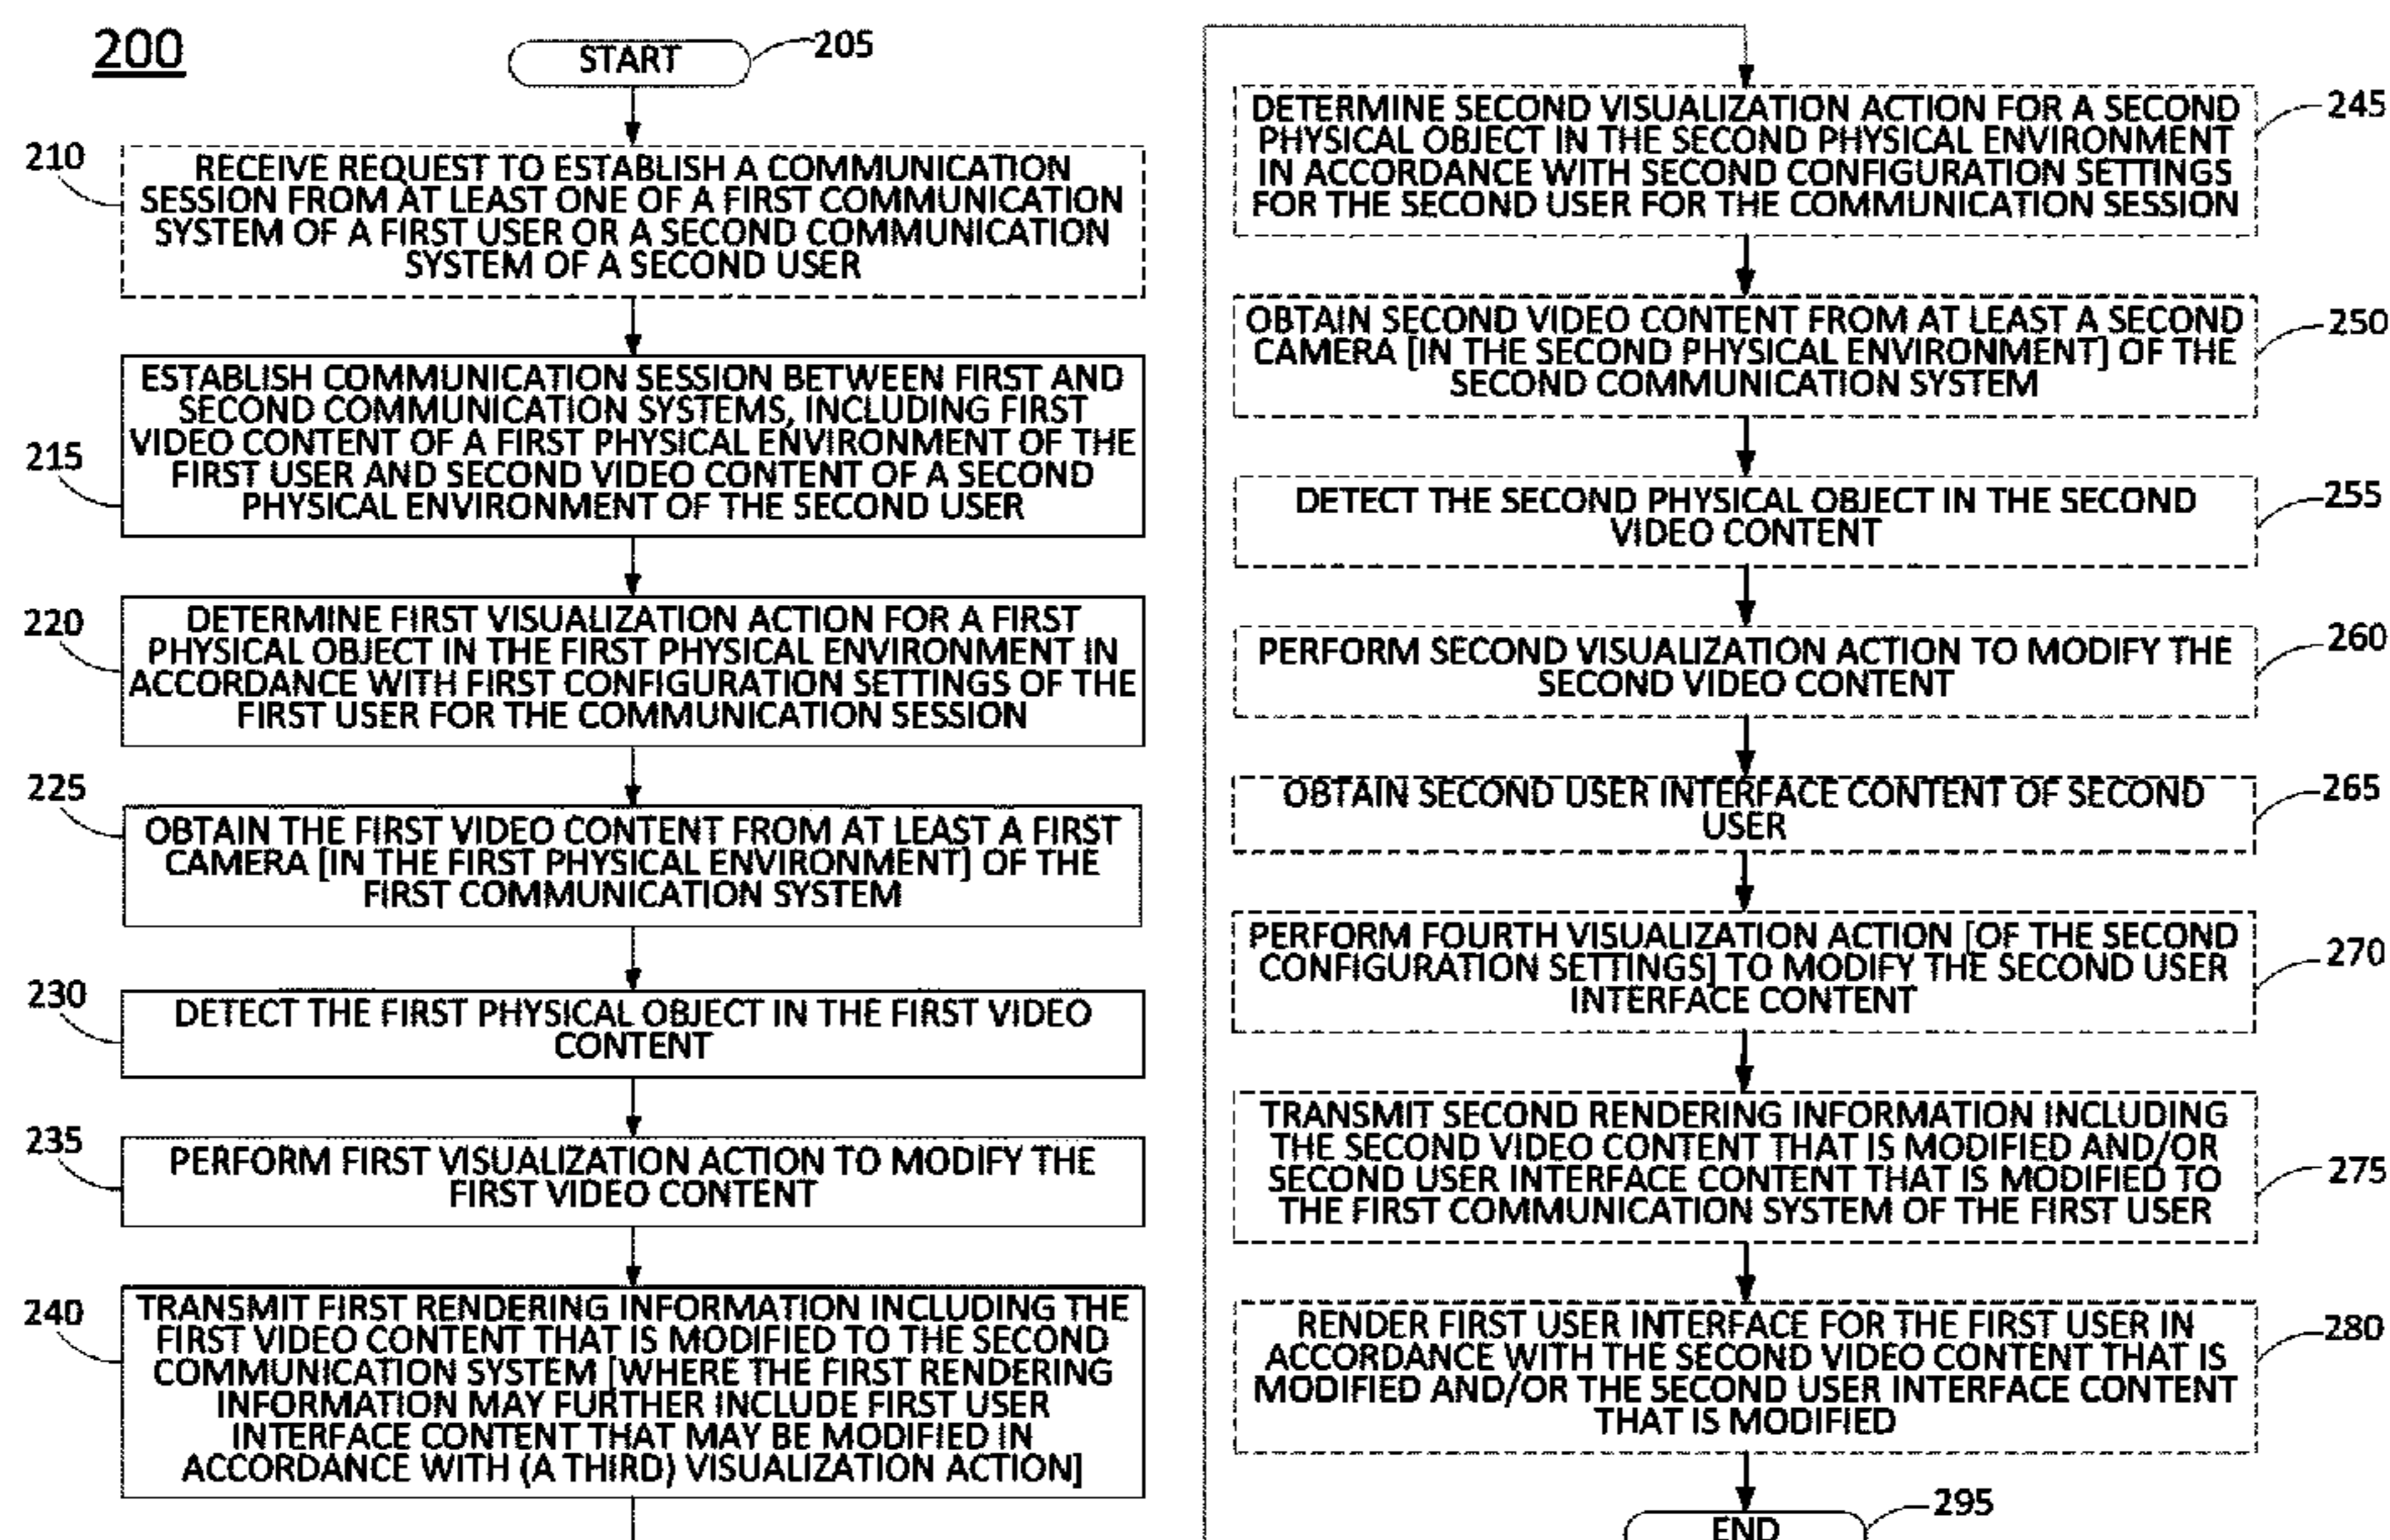 200
START
205
210
RECEIVE REQUEST TO ESTABLISH A COMMUNICATION
SESSION FROM AT LEAST ONE OF A FIRST COMMUNICATION
SYSTEM OF A FIRST USER OR A SECOND COMMUNICATION
SYSTEM OF A SECOND USER
215
ESTABLISH COMMUNICATION SESSION BETWEEN FIRST AND
SECOND COMMUNICATION SYSTEMS, INCLUDING FIRST
VIDEO CONTENT OF A FIRST PHYSICAL ENVIRONMENT OF THE
FIRST USER AND SECOND VIDEO CONTENT OF A SECOND
PHYSICAL ENVIRONMENT OF THE SECOND USER
220
DETERMINE FIRST VISUALIZATION ACTION FOR A FIRST
PHYSICAL OBJECT IN THE FIRST PHYSICAL ENVIRONMENT IN
ACCORDANCE WITH FIRST CONFIGURATION SETTINGS OF THE
FIRST USER FOR THE COMMUNICATION SESSION
225
OBTAIN THE FIRST VIDEO CONTENT FROM AT LEAST A FIRST
CAMERA [IN THE FIRST PHYSICAL ENVIRONMENT] OF THE
FIRST COMMUNICATION SYSTEM
230
DETECT THE FIRST PHYSICAL OBJECT IN THE FIRST VIDEO
CONTENT
235
PERFORM FIRST VISUALIZATION ACTION TO MODIFY THE
FIRST VIDEO CONTENT
240
TRANSMIT FIRST RENDERING INFORMATION INCLUDING THE
FIRST VIDEO CONTENT THAT IS MODIFIED TO THE SECOND
COMMUNICATION SYSTEM [WHERE THE FIRST RENDERING
INFORMATION MAY FURTHER INCLUDE FIRST USER
INTERFACE CONTENT THAT MAY BE MODIFIED IN
ACCORDANCE WITH (A THIRD) VISUALIZATION ACTION]
DETERMINE SECOND VISUALIZATION ACTION FOR A SECOND
PHYSICAL OBJECT IN THE SECOND PHYSICAL ENVIRONMENT
IN ACCORDANCE WITH SECOND CONFIGURATION SETTINGS
FOR THE SECOND USER FOR THE COMMUNICATION SESSION
245
OBTAIN SECOND VIDEO CONTENT FROM AT LEAST A SECOND
CAMERA [IN THE SECOND PHYSICAL ENVIRONMENT] OF THE
SECOND COMMUNICATION SYSTEM
250
DETECT THE SECOND PHYSICAL OBJECT IN THE SECOND
VIDEO CONTENT
255
PERFORM SECOND VISUALIZATION ACTION TO MODIFY THE
SECOND VIDEO CONTENT
260
OBTAIN SECOND USER INTERFACE CONTENT OF SECOND
USER
265
PERFORM FOURTH VISUALIZATION ACTION [OF THE SECOND
CONFIGURATION SETTINGS] TO MODIFY THE SECOND USER
INTERFACE CONTENT
270
TRANSMIT SECOND RENDERING INFORMATION INCLUDING
THE SECOND VIDEO CONTENT THAT IS MODIFIED AND/OR
SECOND USER INTERFACE CONTENT THAT IS MODIFIED TO
THE FIRST COMMUNICATION SYSTEM OF THE FIRST USER
275
RENDER FIRST USER INTERFACE FOR THE FIRST USER IN
ACCORDANCE WITH THE SECOND VIDEO CONTENT THAT IS
MODIFIED AND/OR THE SECOND USER INTERFACE CONTENT
THAT IS MODIFIED
280
END
295